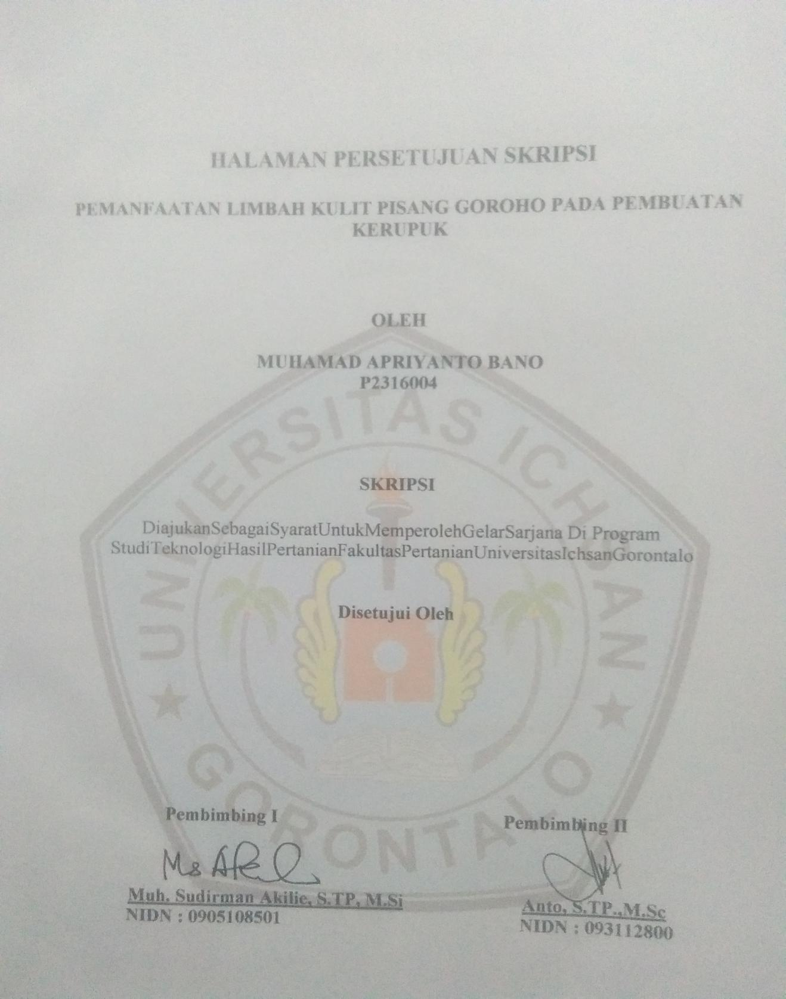 HALAMAN PERSETUJUAN SKRIPSI
PEMANFAATAN LIMBAH KULIT PISANG GOROHO PADA PEMBUATAN
KERUPUK
OLEH
MUHAMAD APRIYANTO BANO
P2316004
UNIVERSITAS ICHSAN
GORONTALO
SKRIPSI
DiajukanSebagaiSyaratUntukMemperolehGelarSarjana Di Program
StudiTeknologiHasilPertanianFakultasPertanianUniversitasIchsanGorontalo
Disetujui Oleh
Pembimbing I
Muh. Sudirman Akilie, S.TP, M.Si
NIDN : 0905108501
Pembimbing II
Anto, S.TP.,M.Sc
NIDN : 093112800